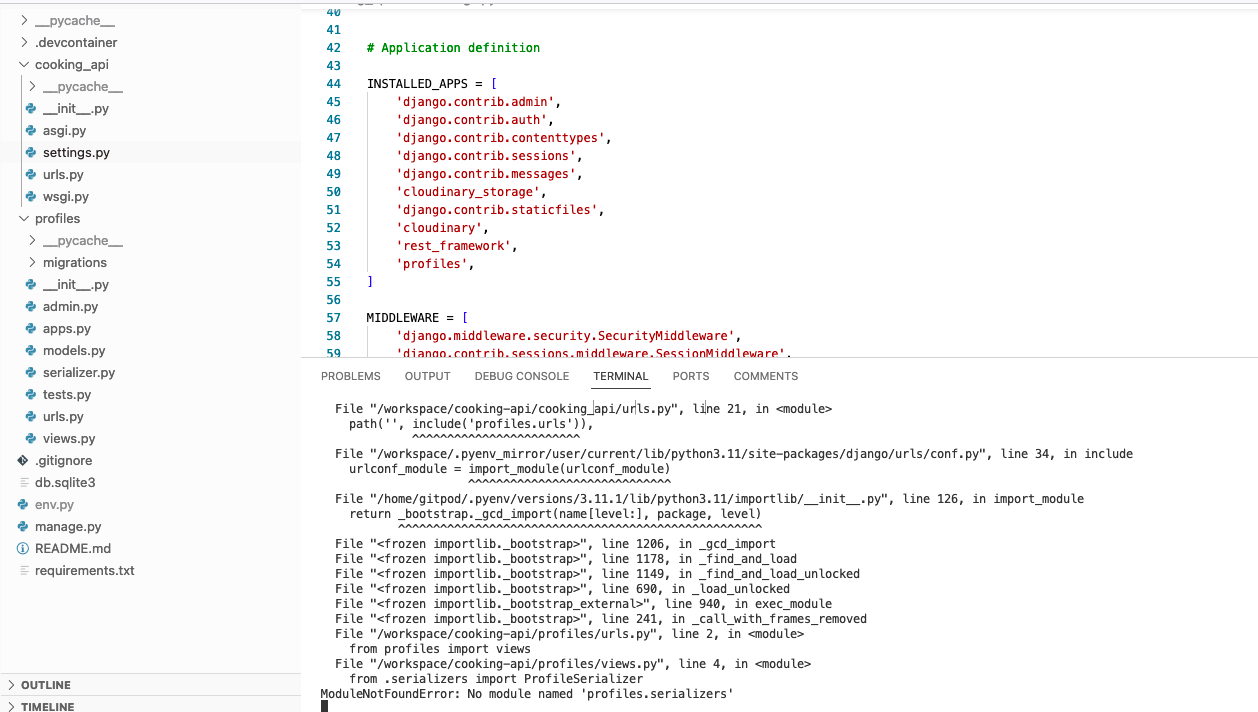 __pycache__
.devcontainer
cooking_api
__pycache__
__init__.py
asgi.py
settings.py
urls.py
wsgi.py
profiles
__pycache__
migrations
__init__.py
admin.py
apps.py
models.py
serializer.py
tests.py
urls.py
views.py
.gitignore
db.sqlite3
env.py
manage.py
README.md
requirements.txt
OUTLINE
TIMELINE
40
41
42 # Application definition
43
44 INSTALLED_APPS = [
45 'django.contrib.admin',
46 'django.contrib.auth',
47 'django.contrib.contenttypes',
48 'django.contrib.sessions',
49 'django.contrib.messages',
50 'cloudinary_storage',
51 'django.contrib.staticfiles',
52 'cloudinary',
53 'rest_framework',
54 'profiles',
55 ]
56
57 MIDDLEWARE = [
58 'django.middleware.security.SecurityMiddleware',
59 'django.contrib.sessions.middleware.SessionMiddleware',
PROBLEMS OUTPUT DEBUG CONSOLE TERMINAL PORTS COMMENTS
File "/workspace/cooking-api/cooking_api/urls.py", line 21, in <module>
path('', include('profiles.urls')),
^^^^^^^^^^^^^^^^^^^^^^^^
File "/workspace/.pyenv_mirror/user/current/lib/python3.11/site-packages/django/urls/conf.py", line 34, in include
urlconf_module = import_module(urlconf_module)
^^^^^^^^^^^^^^^^^^^^^^^^^^^^^
File "/home/gitpod/.pyenv/versions/3.11.1/lib/python3.11/importlib/__init__.py", line 126, in import_module
return _bootstrap._gcd_import(name[level:], package, level)
^^^^^^^^^^^^^^^^^^^^^^^^^^^^^^^^^^^^^^^^^^^^^^^^^^^^
File "<frozen importlib._bootstrap>", line 1206, in _gcd_import
File "<frozen importlib._bootstrap>", line 1178, in _find_and_load
File "<frozen importlib._bootstrap>", line 1149, in _find_and_load_unlocked
File "<frozen importlib._bootstrap>", line 690, in _load_unlocked
File "<frozen importlib._bootstrap_external>", line 940, in exec_module
File "<frozen importlib._bootstrap>", line 241, in _call_with_frames_removed
File "/workspace/cooking-api/profiles/urls.py", line 2, in <module>
from profiles import views
File "/workspace/cooking-api/profiles/views.py", line 4, in <module>
from .serializers import ProfileSerializer
ModuleNotFoundError: No module named 'profiles.serializers'